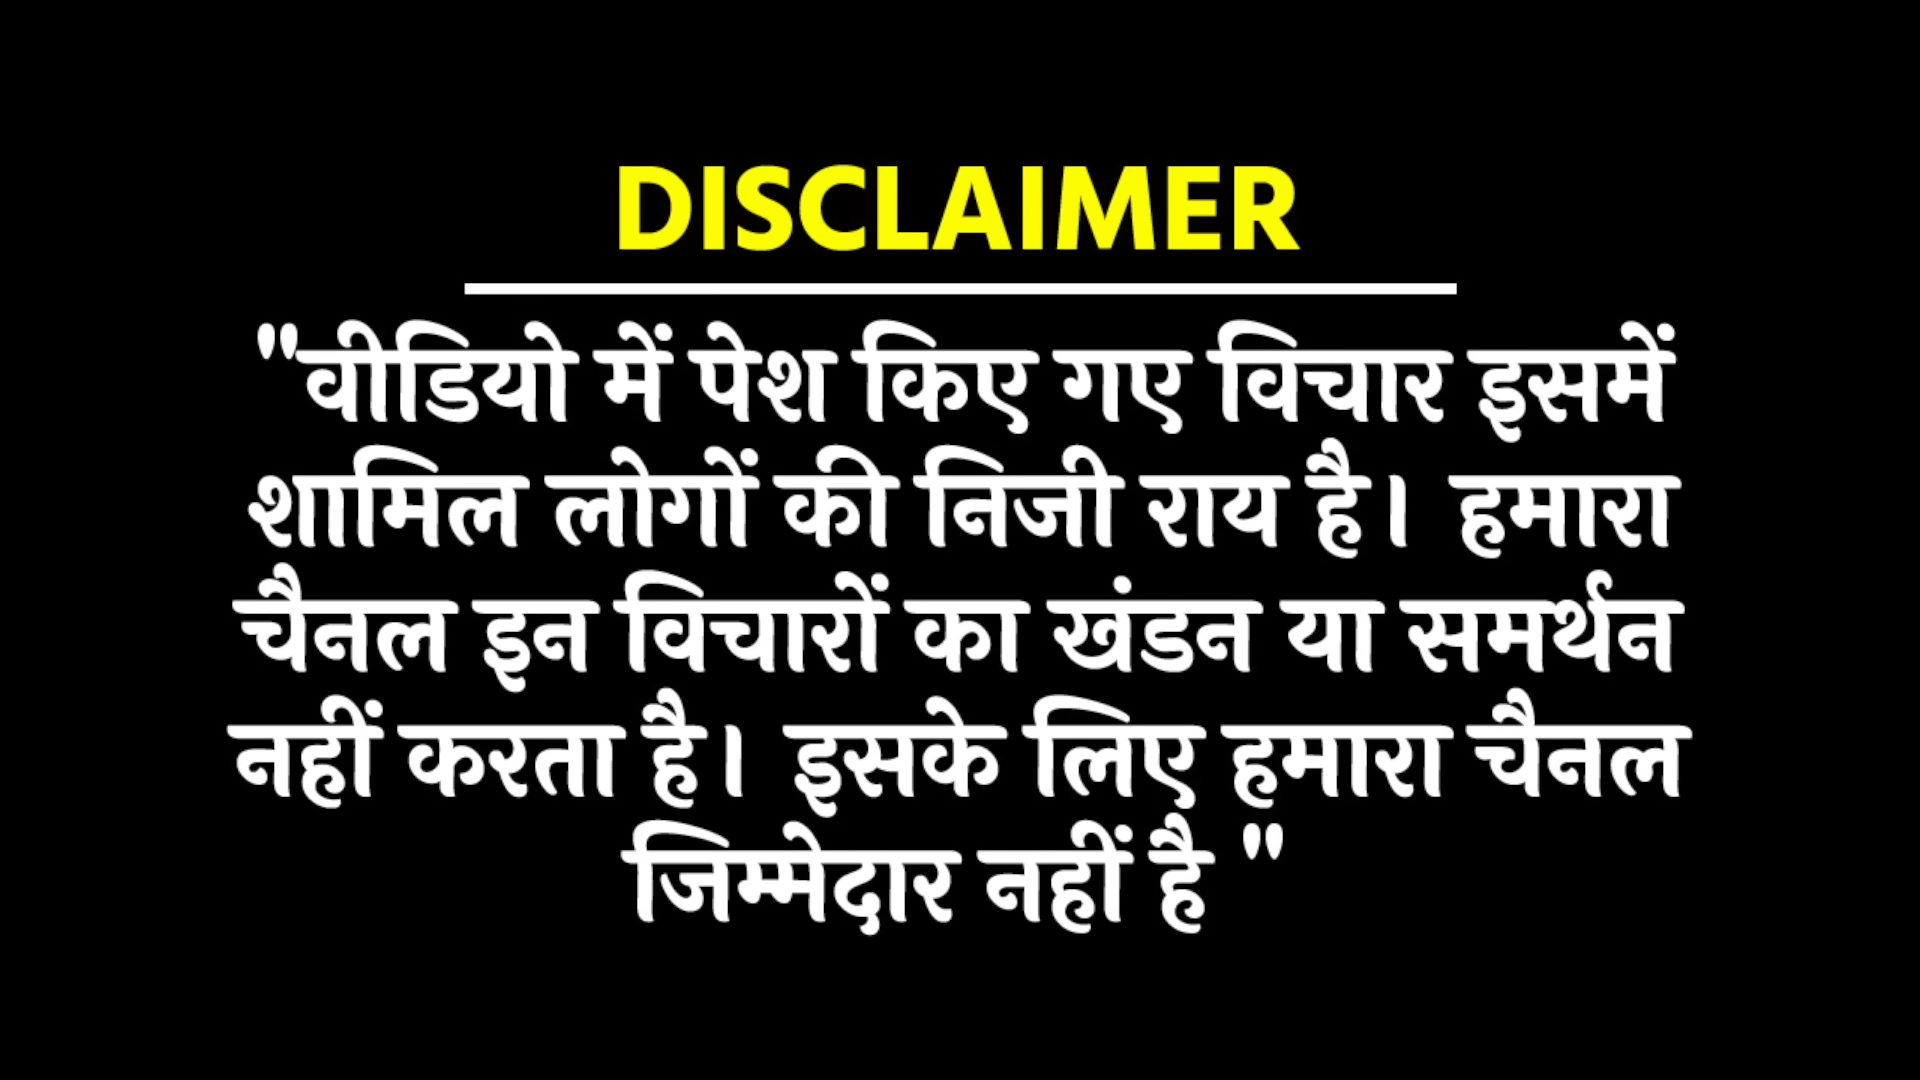 DISCLAIMER
"वीडियो में पेश किए गए विचार इसमें
शामिल लोगों की निजी राय है। हमारा
चैनल इन विचारों का खंडन या समर्थन
नहीं करता है। इसके लिए हमारा चैनल
जिम्मेदार नहीं है "